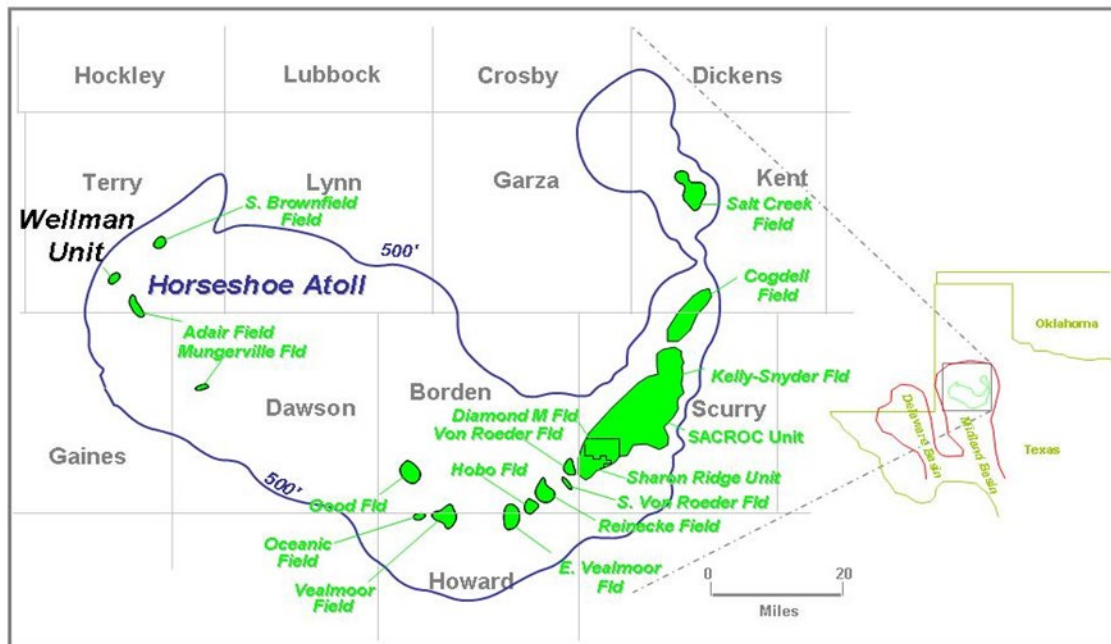 Hockley
Lubbock
Crosby
Dickens
Terry
Lynn
Garza
Kent
S. Brownfield
Field
Salt Creek
Field
Wellman
Unit
500'
Horseshoe Atoll
Cogdell
Field
Adair Field
Mungerville Fld
Oklahoma
Kelly-Snyder Fld
Borden
Dawson
Diamond M Fld
Scurry
Von Roeder Fld
SACROC Unit
Delaware Basin
Midland Basin
Texas
Gaines
Hobo Fld
Sharon Ridge Unit
500'
Good Fld
S. Von Roeder Fld
Reinecke Field
Oceanic
Field
E. Vealmoor
Fld
Vealmoor
Field
Howard
0 20
Miles